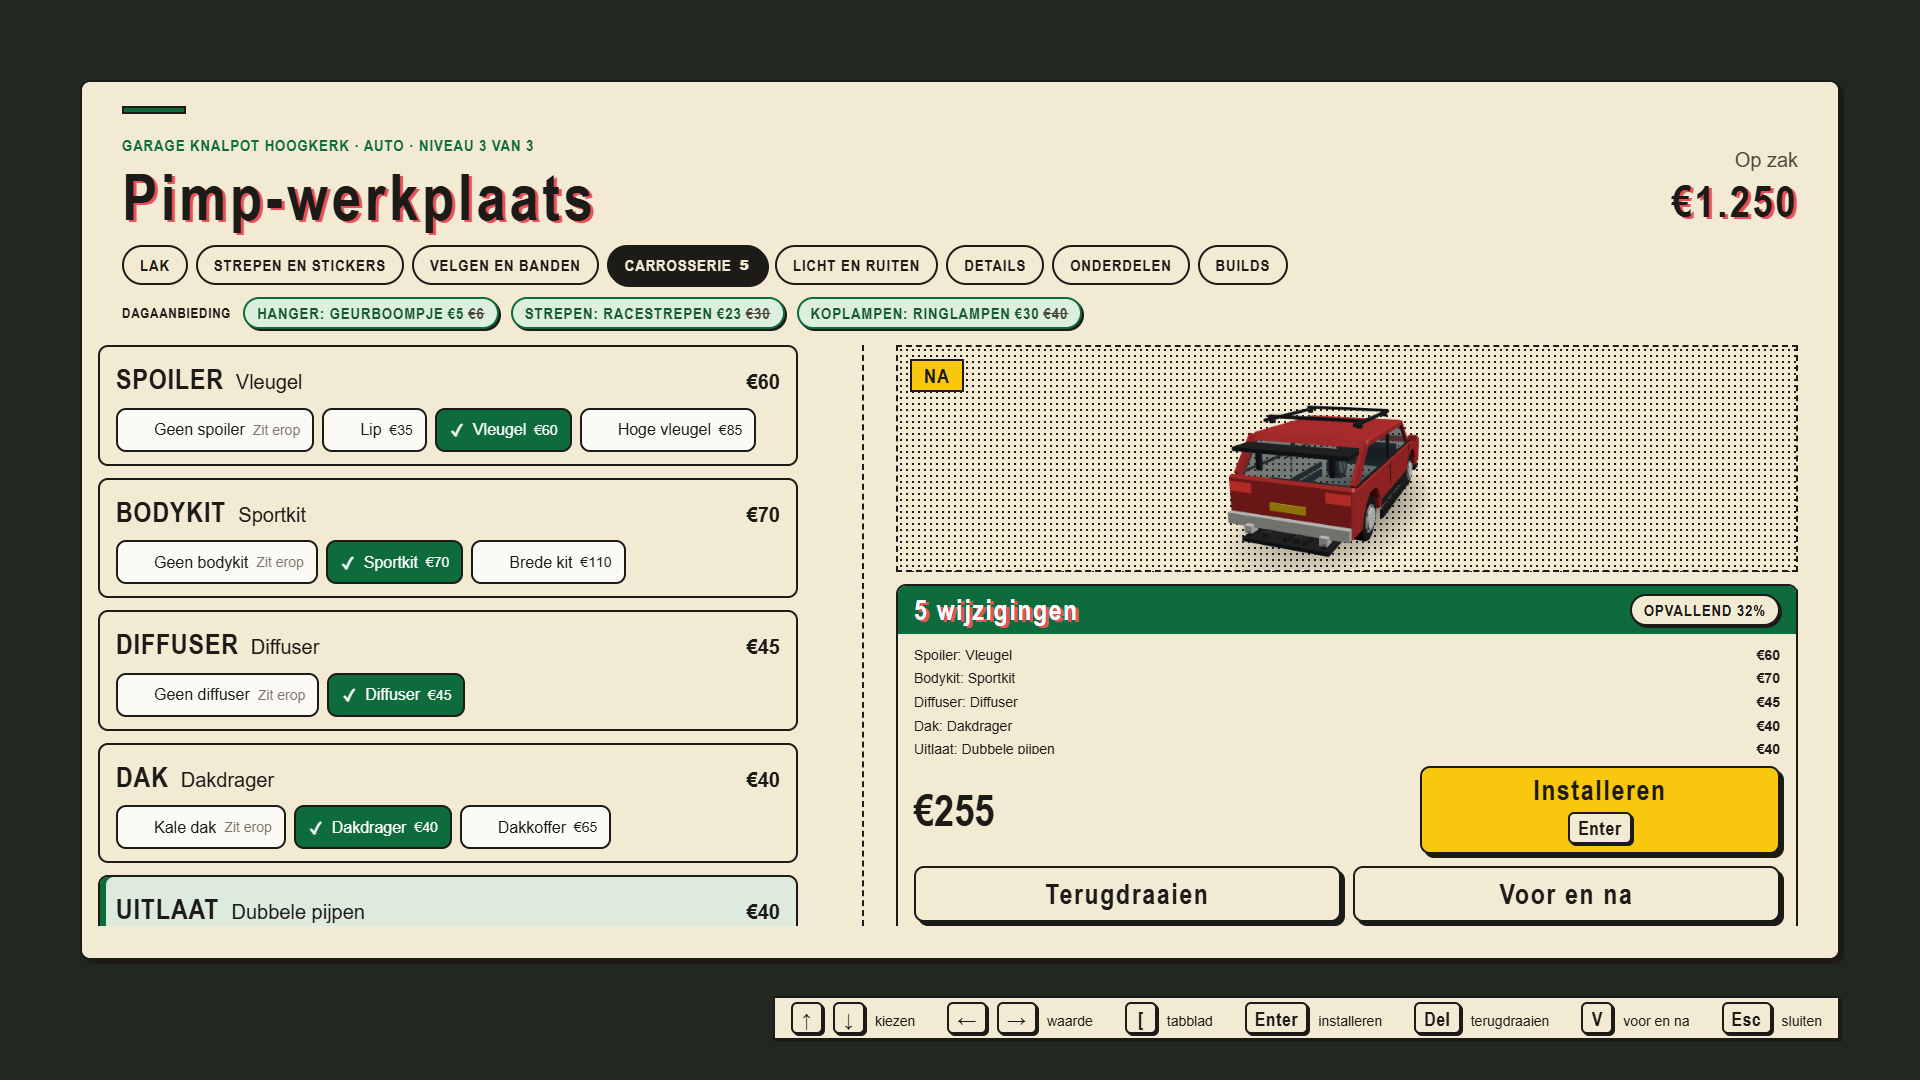 GARAGE KNALPOT HOOGKERK · AUTO · NIVEAU 3 VAN 3
Pimp-werkplaats
Op zak
€1.250
LAK
STREPEN EN STICKERS
VELGEN EN BANDEN
CARROSSERIE 5
LICHT EN RUITEN
DETAILS
ONDERDELEN
BUILDS
DAGAANBIEDING
HANGER: GEURBOOMPJE €5 €6
STREPEN: RACESTREPEN €23 €30
KOPLAMPEN: RINGLAMPEN €30 €40
SPOILER Vleugel €60
Geen spoiler Zit erop
Lip €35
✓ Vleugel €60
Hoge vleugel €85
BODYKIT Sportkit €70
Geen bodykit Zit erop
✓ Sportkit €70
Brede kit €110
DIFFUSER Diffuser €45
Geen diffuser Zit erop
✓ Diffuser €45
DAK Dakdrager €40
Kale dak Zit erop
✓ Dakdrager €40
Dakkoffer €65
UITLAAT Dubbele pijpen €40
NA
5 wijzigingen
OPVALLEND 32%
Spoiler: Vleugel €60
Bodykit: Sportkit €70
Diffuser: Diffuser €45
Dak: Dakdrager €40
Uitlaat: Dubbele pijpen €40
€255
Installeren
Enter
Terugdraaien
Voor en na
↑ ↓ kiezen
← → waarde
[ tabblad
Enter installeren
Del terugdraaien
V voor en na
Esc sluiten